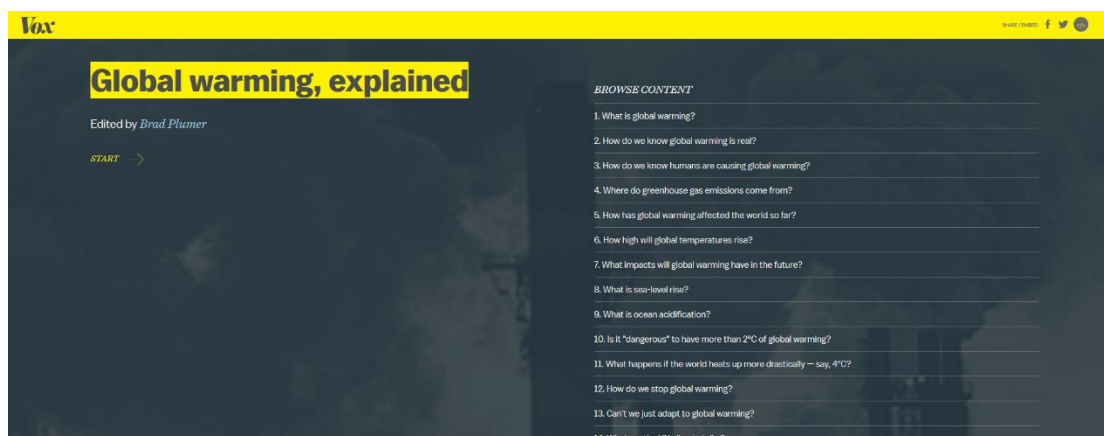 Vox
SHARE / EMBED
Global warming, explained
Edited by Brad Plumer
START
BROWSE CONTENT
1. What is global warming?
2. How do we know global warming is real?
3. How do we know humans are causing global warming?
4. Where do greenhouse gas emissions come from?
5. How has global warming affected the world so far?
6. How high will global temperatures rise?
7. What impacts will global warming have in the future?
8. What is sea-level rise?
9. What is ocean acidification?
10. Is it "dangerous" to have more than 2°C of global warming?
11. What happens if the world heats up more drastically — say, 4°C?
12. How do we stop global warming?
13. Can't we just adapt to global warming?